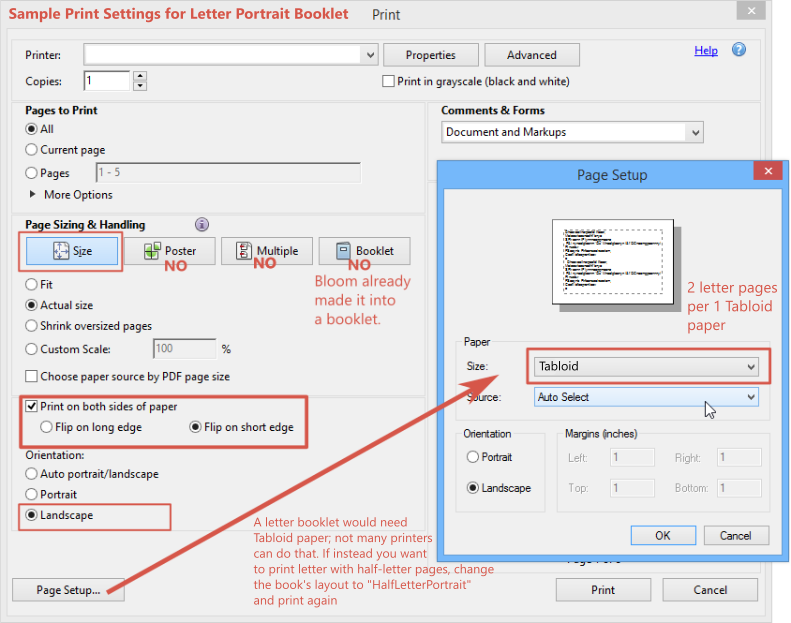 Sample Print Settings for Letter Portrait Booklet
Print
Printer:
Properties
Advanced
Help
Copies:
1
Print in grayscale (black and white)
Pages to Print
All
Current page
Pages
1 - 5
More Options
Comments & Forms
Document and Markups
Page Sizing & Handling
Size
Poster
Multiple
Booklet
NO
NO
NO
Bloom already
made it into
a booklet.
Fit
Actual size
Shrink oversized pages
Custom Scale:
100
%
Choose paper source by PDF page size
Print on both sides of paper
Flip on long edge
Flip on short edge
Orientation:
Auto portrait/landscape
Portrait
Landscape
A letter booklet would need
Tabloid paper; not many printers
can do that. If instead you want
to print letter with half-letter pages, change
the book's layout to "HalfLetterPortrait"
and print again
Page Setup...
Print
Cancel
Page Setup
2 letter pages
per 1 Tabloid
paper
Paper
Size:
Tabloid
Source:
Auto Select
Orientation
Portrait
Landscape
Margins (inches)
Left:
1
Right:
1
Top:
1
Bottom:
1
OK
Cancel